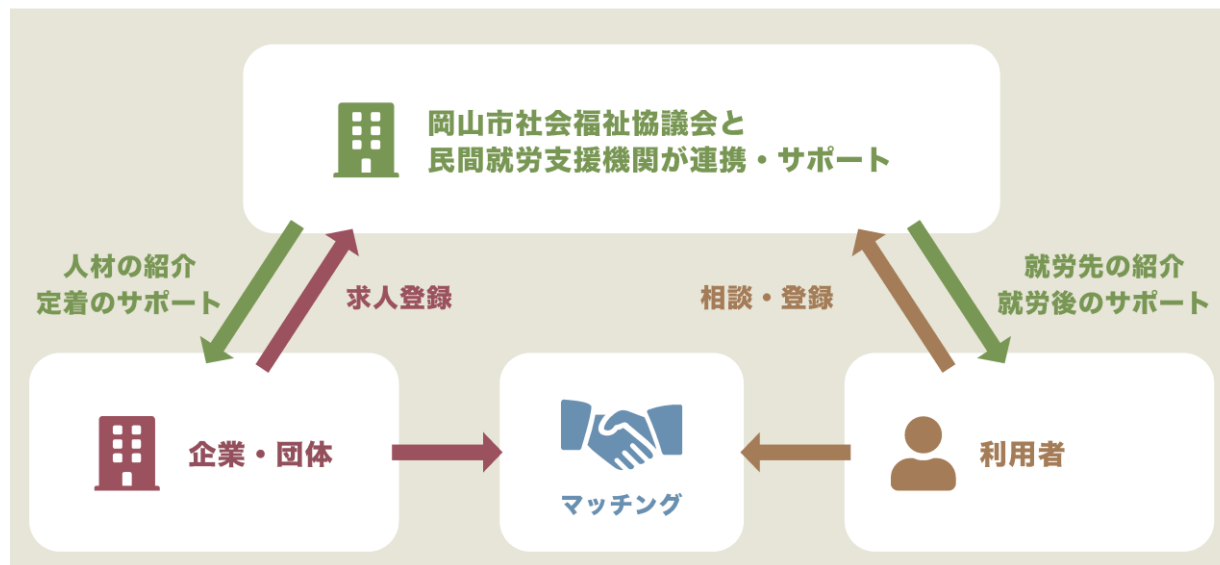 岡山市社会福祉協議会と
民間就労支援機関が連携・サポート
人材の紹介
定着のサポート
求人登録
相談・登録
就労先の紹介
就労後のサポート
企業・団体
マッチング
利用者